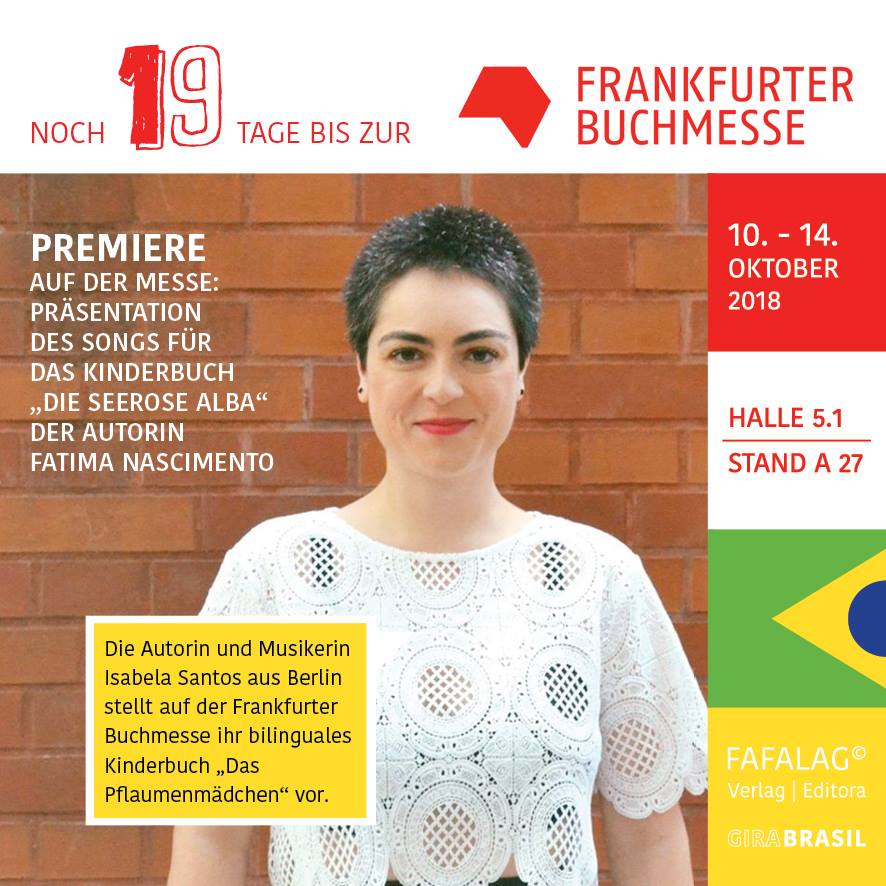 NOCH 19 TAGE BIS ZUR
FRANKFURTER
BUCHMESSE
PREMIERE
AUF DER MESSE:
PRÄSENTATION
DES SONGS FÜR
DAS KINDERBUCH
„DIE SEEROSE ALBA“
DER AUTORIN
FATIMA NASCIMENTO
10. - 14.
OKTOBER
2018
HALLE 5.1
STAND A 27
Die Autorin und Musikerin
Isabela Santos aus Berlin
stellt auf der Frankfurter
Buchmesse ihr bilinguales
Kinderbuch „Das
Pflaumenmädchen“ vor.
FAFALAG©
Verlag | Editora
GIRABRASIL